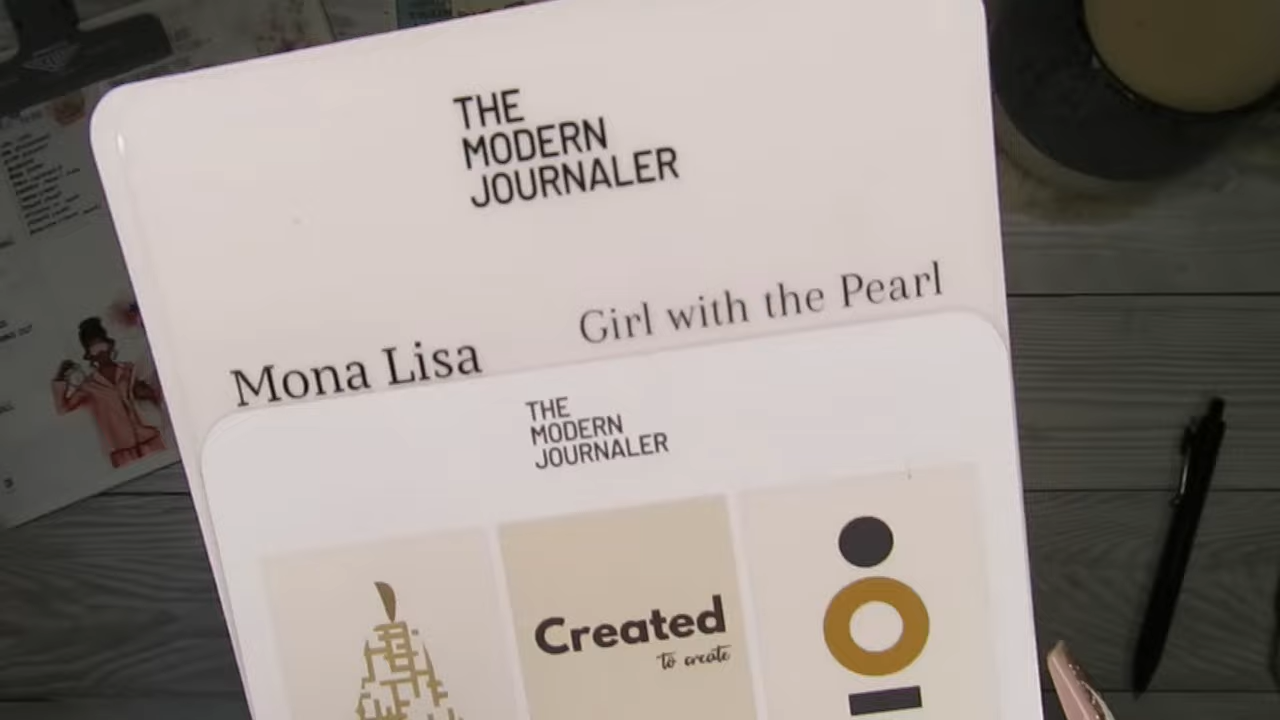 THE
MODERN
JOURNALER
Girl with the Pearl
Mona Lisa
THE
MODERN
JOURNALER
Created
to create